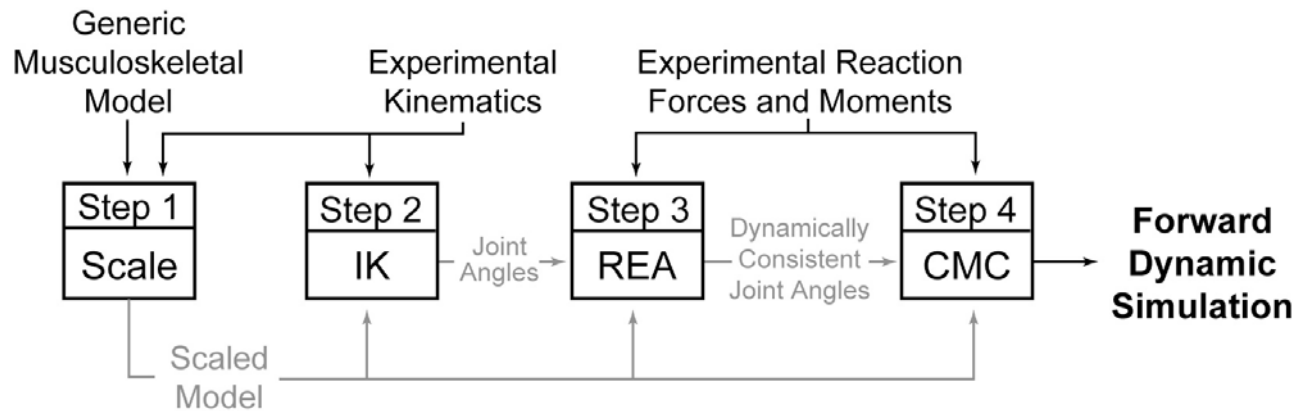 Generic
Musculoskeletal
Model
Experimental
Kinematics
Experimental Reaction
Forces and Moments
Step 1
Scale
Step 2
IK
Joint
Angles
Step 3
REA
Dynamically
Consistent
Joint Angles
Step 4
CMC
Forward
Dynamic
Simulation
Scaled
Model